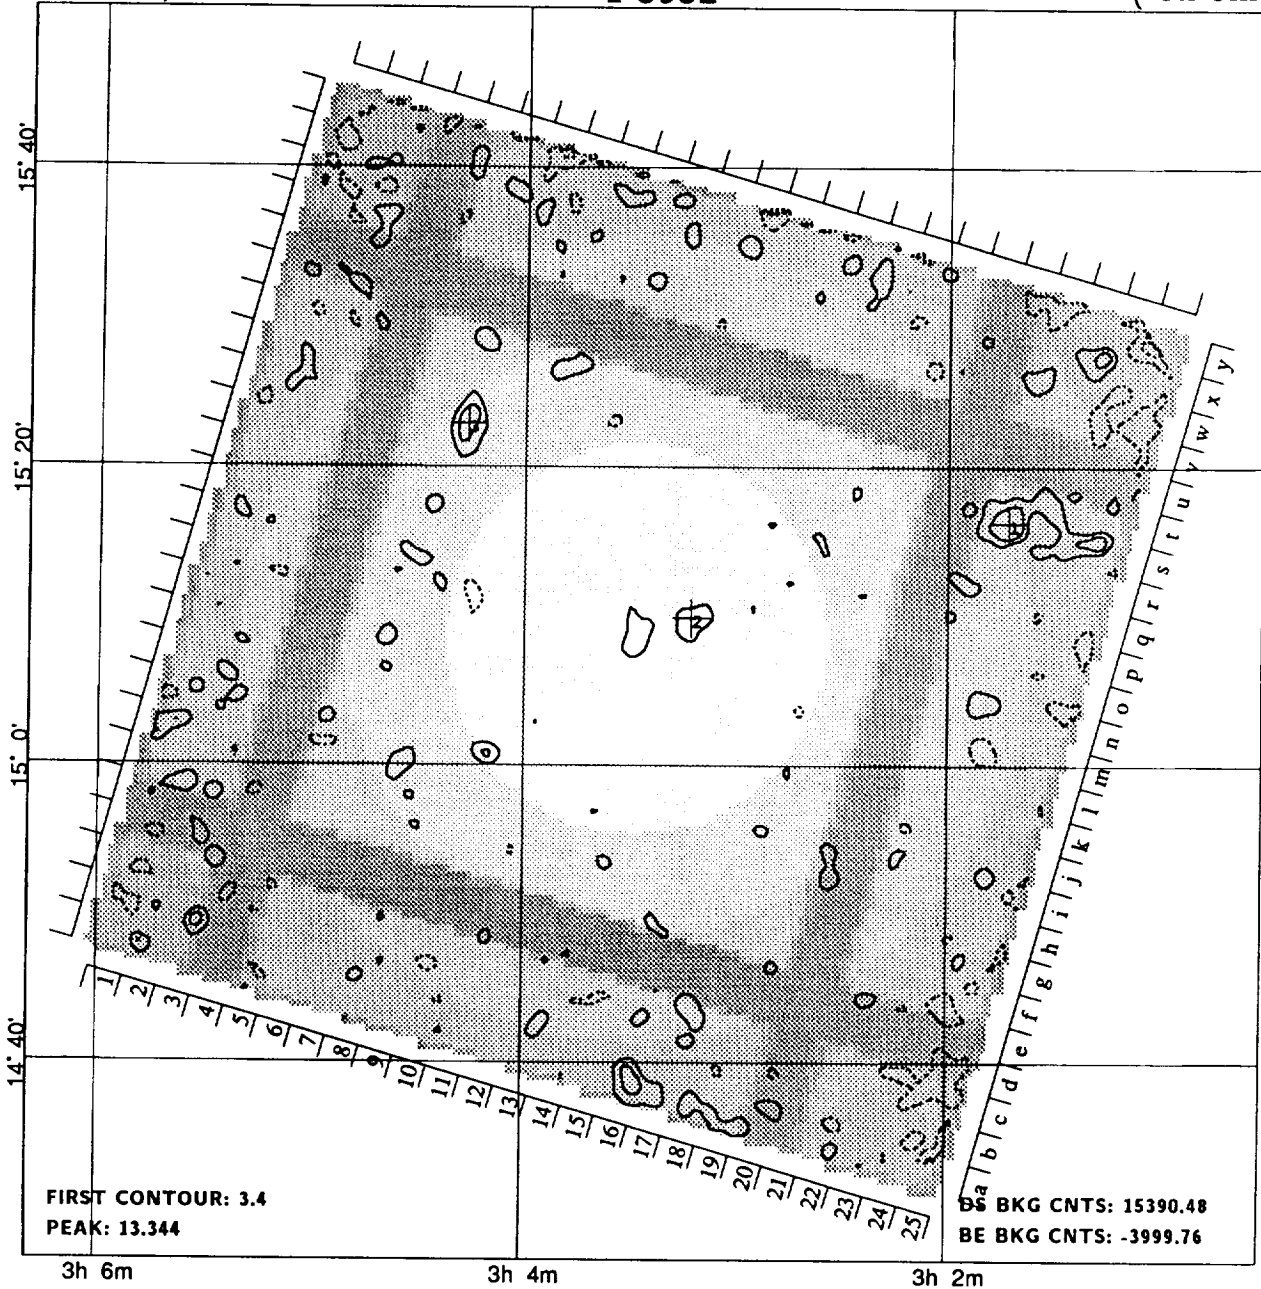 15° 40'
15° 20'
15° 0'
14° 40'
2
a b c d e f g h i j k l m n o p q r s t u v w x y
1 2 3 4 5 6 7 8 9 10 11 12 13 14 15 16 17 18 19 20 21 22 23 24 25
FIRST CONTOUR: 3.4
PEAK: 13.344
DS BKG CNTS: 15390.48
BE BKG CNTS: -3999.76
3h 6m
3h 4m
3h 2m